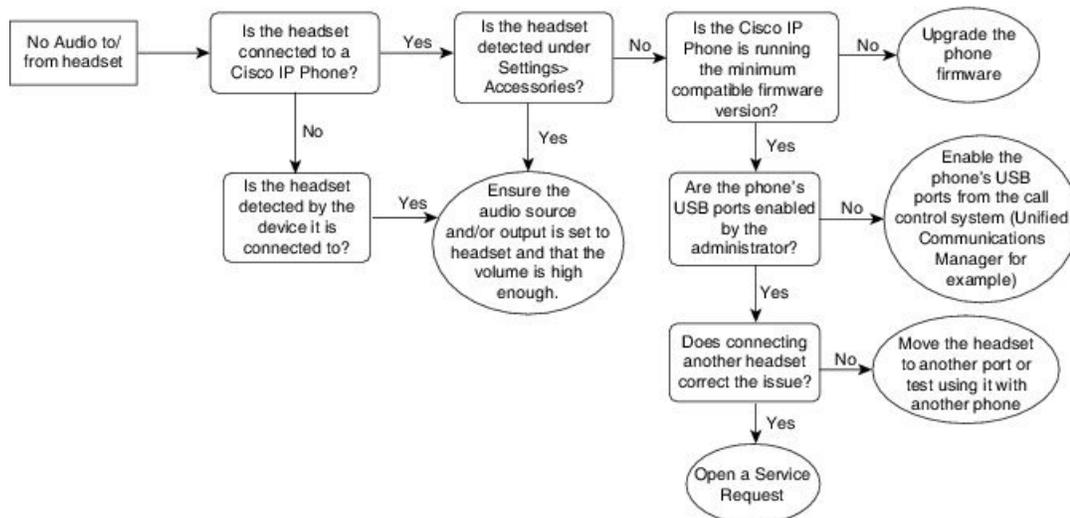 No Audio to/
from headset
Is the headset
connected to a
Cisco IP Phone?
Yes
Is the headset
detected under
Settings>
Accessories?
No
Is the Cisco IP
Phone is running
the minimum
compatible firmware
version?
No
Upgrade the
phone
firmware
No
Yes
Yes
Is the headset
detected by the
device it is
connected to?
Yes
Ensure the
audio source
and/or output is set to
headset and that the
volume is high
enough.
Are the phone's
USB ports enabled
by the
administrator?
No
Enable the
phone's USB
ports from the call
control system (Unified
Communications
Manager for
example)
Yes
Does connecting
another headset
correct the issue?
No
Move the headset
to another port or
test using it with
another phone
Yes
Open a Service
Request